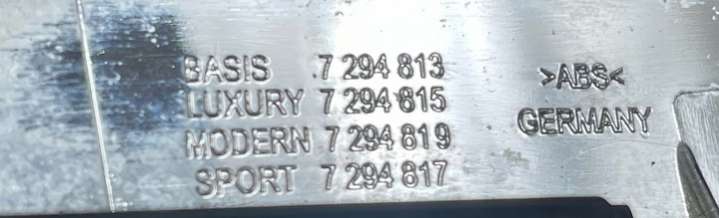 BASIS 7 294 813
LUXURY 7 294 815
MODERN 7 294 819
SPORT 7 294 817
>ABS<
GERMANY